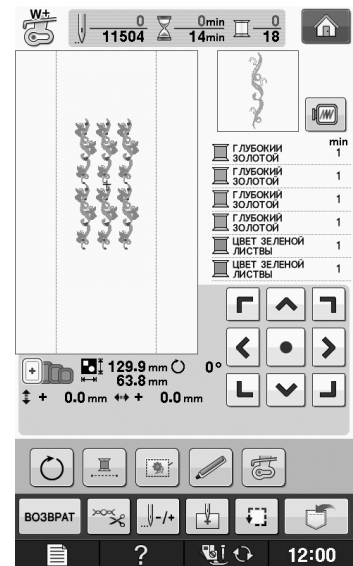 W+
0 0min 0
11504 14min 18
min
ГЛУБОКИЙ ЗОЛОТОЙ 1
ГЛУБОКИЙ ЗОЛОТОЙ 1
ГЛУБОКИЙ ЗОЛОТОЙ 1
ГЛУБОКИЙ ЗОЛОТОЙ 1
ЦВЕТ ЗЕЛЕНОЙ ЛИСТВЫ 1
ЦВЕТ ЗЕЛЕНОЙ ЛИСТВЫ 1
129.9 mm 0°
63.8 mm
+ 0.0 mm + 0.0 mm
ВОЗВРАТ -/+
? 12:00